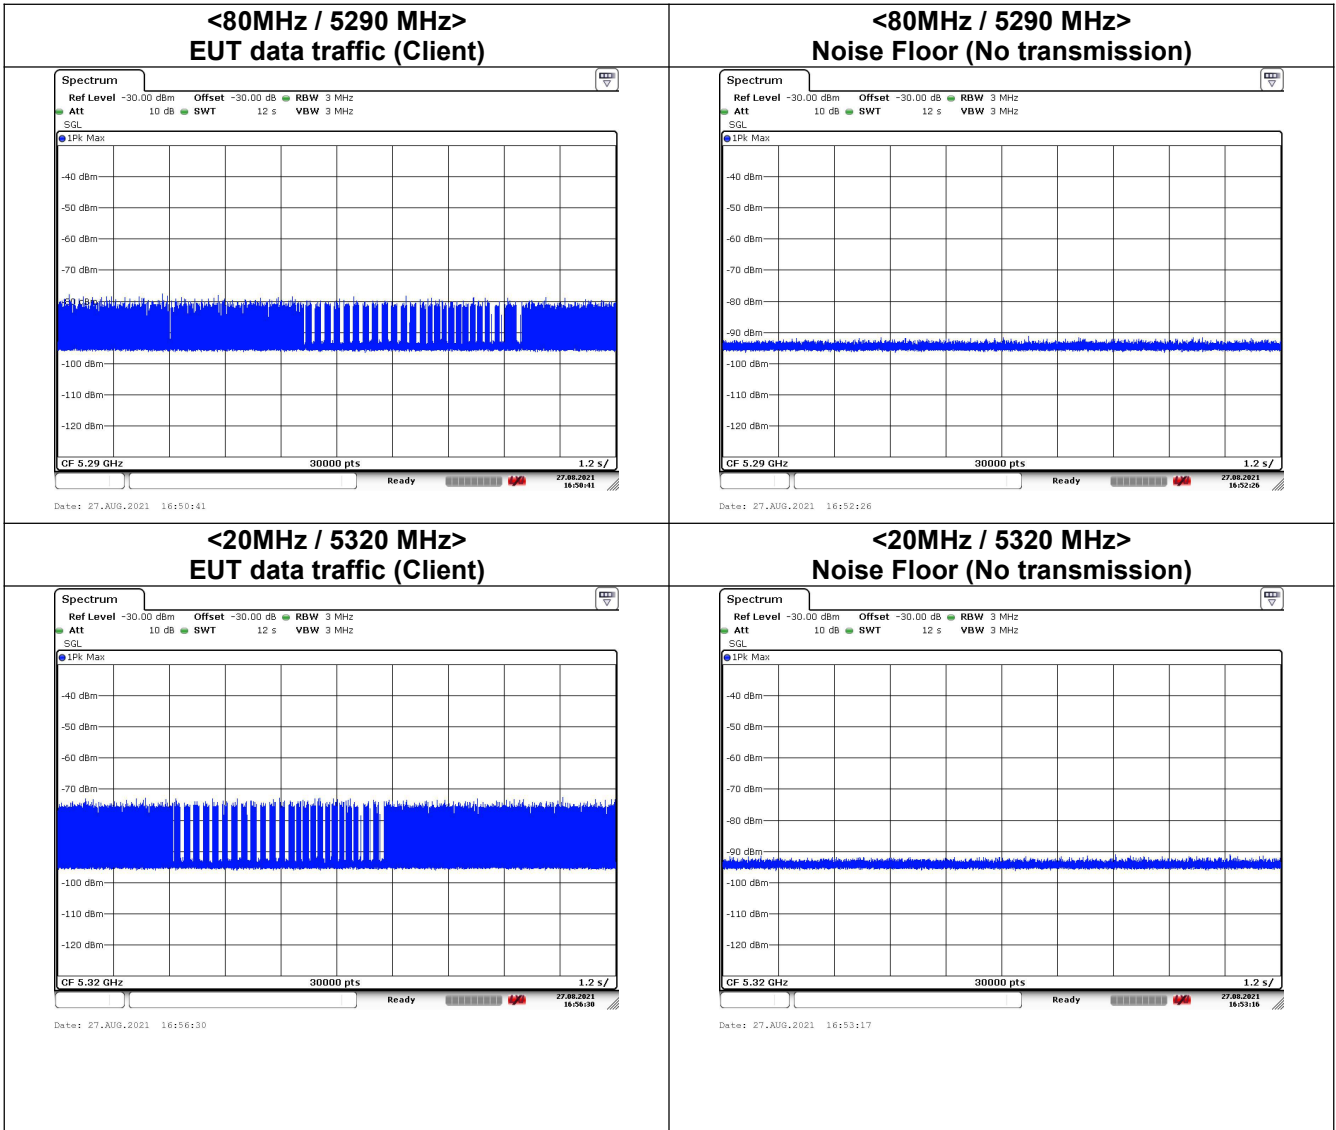 <80MHz / 5290 MHz>
EUT data traffic (Client)
<80MHz / 5290 MHz>
Noise Floor (No transmission)
Spectrum
Ref Level -30.00 dBm Offset -30.00 dB RBW 3 MHz
Att 10 dB SWT 12 s VBW 3 MHz
SGL
1Pk Max
-40 dBm
-50 dBm
-60 dBm
-70 dBm
-100 dBm
-110 dBm
-120 dBm
CF 5.29 GHz 30000 pts 1.2 s/
Ready 27.08.2021
16:50:41
Date: 27.AUG.2021 16:50:41
Spectrum
Ref Level -30.00 dBm Offset -30.00 dB RBW 3 MHz
Att 10 dB SWT 12 s VBW 3 MHz
SGL
1Pk Max
-40 dBm
-50 dBm
-60 dBm
-70 dBm
-80 dBm
-90 dBm
-100 dBm
-110 dBm
-120 dBm
CF 5.29 GHz 30000 pts 1.2 s/
Ready 27.08.2021
16:52:26
Date: 27.AUG.2021 16:52:26
<20MHz / 5320 MHz>
EUT data traffic (Client)
<20MHz / 5320 MHz>
Noise Floor (No transmission)
Spectrum
Ref Level -30.00 dBm Offset -30.00 dB RBW 3 MHz
Att 10 dB SWT 12 s VBW 3 MHz
SGL
1Pk Max
-40 dBm
-50 dBm
-60 dBm
-70 dBm
-100 dBm
-110 dBm
-120 dBm
CF 5.32 GHz 30000 pts 1.2 s/
Ready 27.08.2021
16:56:30
Date: 27.AUG.2021 16:56:30
Spectrum
Ref Level -30.00 dBm Offset -30.00 dB RBW 3 MHz
Att 10 dB SWT 12 s VBW 3 MHz
SGL
1Pk Max
-40 dBm
-50 dBm
-60 dBm
-70 dBm
-80 dBm
-90 dBm
-100 dBm
-110 dBm
-120 dBm
CF 5.32 GHz 30000 pts 1.2 s/
Ready 27.08.2021
16:53:16
Date: 27.AUG.2021 16:53:17